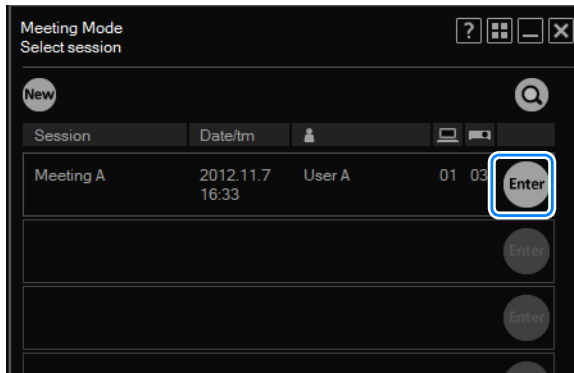 Meeting Mode
Select session
?
New
Session Date/tm
Meeting A 2012.11.7 User A 01 03 Enter
16:33
Enter
Enter